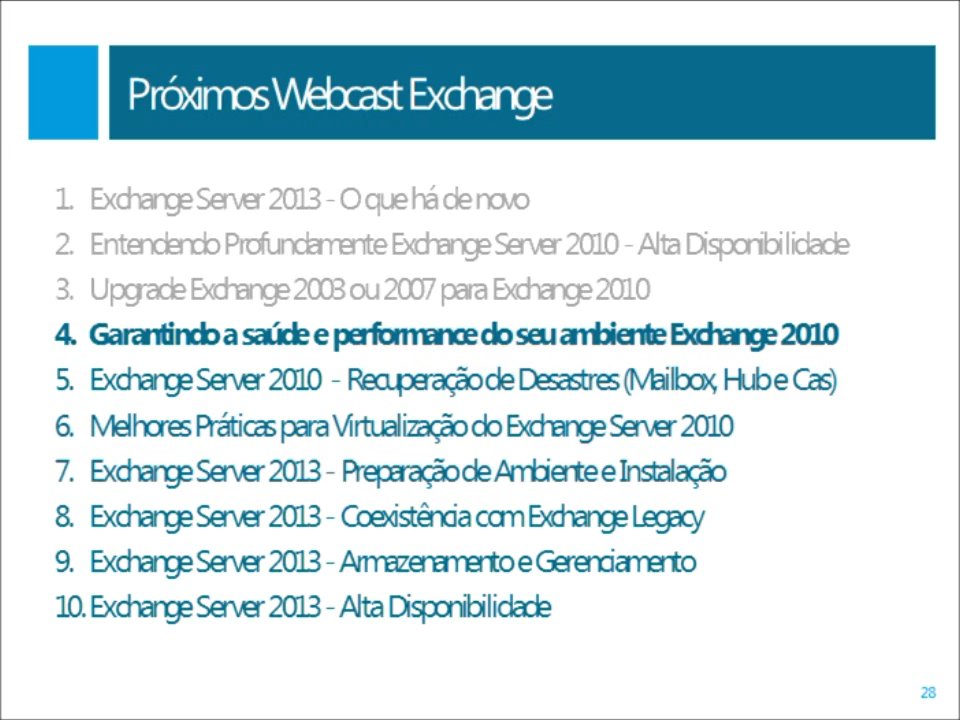 Próximos Webcast Exchange
1. Exchange Server 2013 - O que há de novo
2. Entendendo Profundamente Exchange Server 2010 - Alta Disponibilidade
3. Upgrade Exchange 2003 ou 2007 para Exchange 2010
4. Garantindo a saúde e performance do seu ambiente Exchange 2010
5. Exchange Server 2010 - Recuperação de Desastres (Mailbox, Hub e Cas)
6. Melhores Práticas para Virtualização do Exchange Server 2010
7. Exchange Server 2013 - Preparação de Ambiente e Instalação
8. Exchange Server 2013 - Coexistência com Exchange Legacy
9. Exchange Server 2013 - Armazenamento e Gerenciamento
10. Exchange Server 2013 - Alta Disponibilidade
28